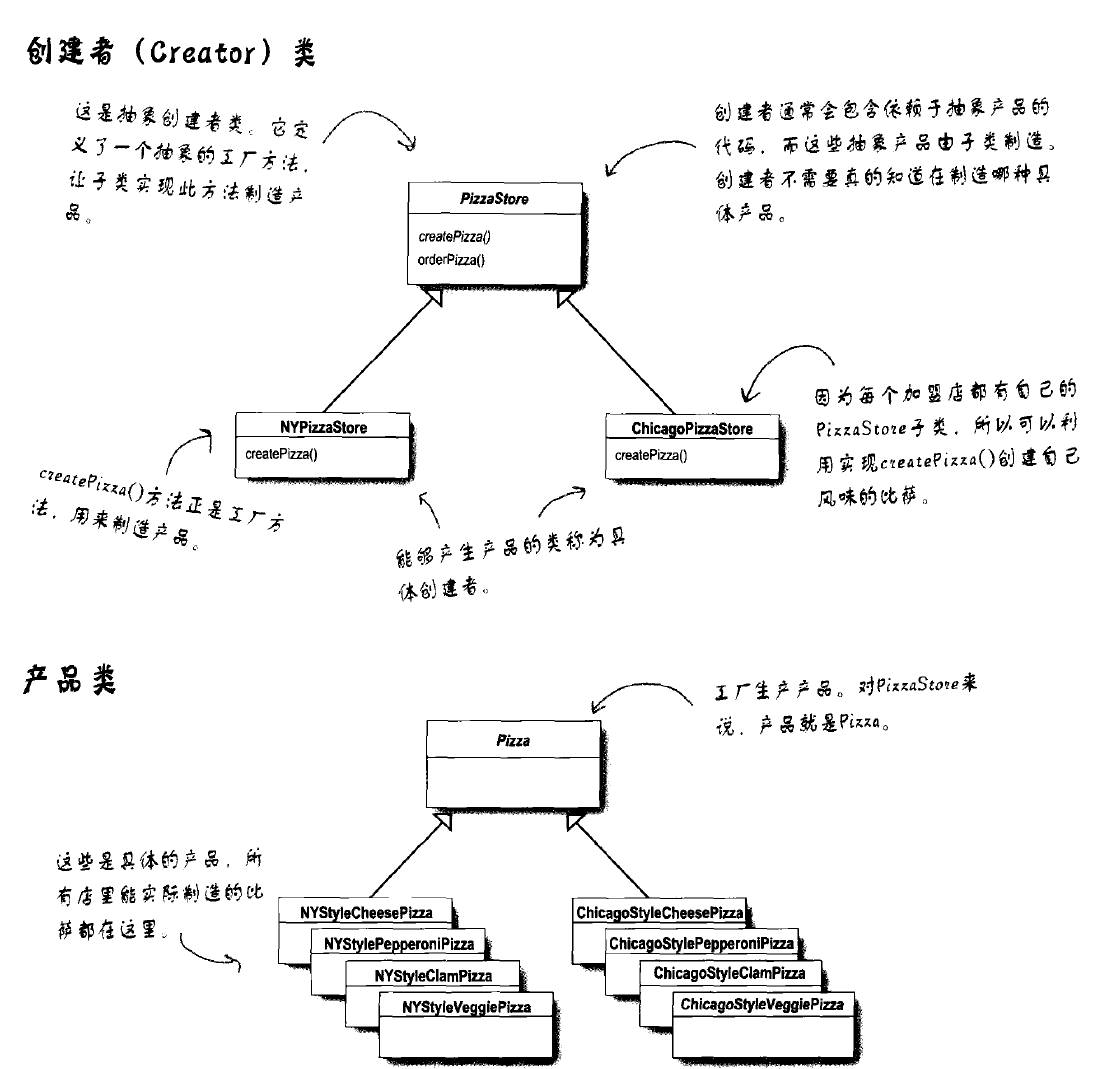 创建者（Creator）类
这是抽象创建者类。它定
义了一个抽象的工厂方法，
让子类实现此方法制造产
品。
创建者通常会包含依赖于抽象产品的
代码，而这些抽象产品由子类制造。
创建者不需要真的知道在制造哪种具
体产品。
PizzaStore
createPizza()
orderPizza()
NYPizzaStore
createPizza()
ChicagoPizzaStore
createPizza()
因为每个加盟店都有自己的
PizzaStore子类，所以可以利
用实现createPizza()创建自己
风味的比萨。
createPizza()方法正是工厂方
法，用来制造产品。
能够产生产品的类称为具
体创建者。
产品类
工厂生产产品。对PizzaStore来
说，产品就是Pizza。
Pizza
这些是具体的产品，所
有店里能实际制造的比
萨都在这里。
NYStyleCheesePizza
NYStylePepperoniPizza
NYStyleClamPizza
NYStyleVeggiePizza
ChicagoStyleCheesePizza
ChicagoStylePepperoniPizza
ChicagoStyleClamPizza
ChicagoStyleVeggiePizza